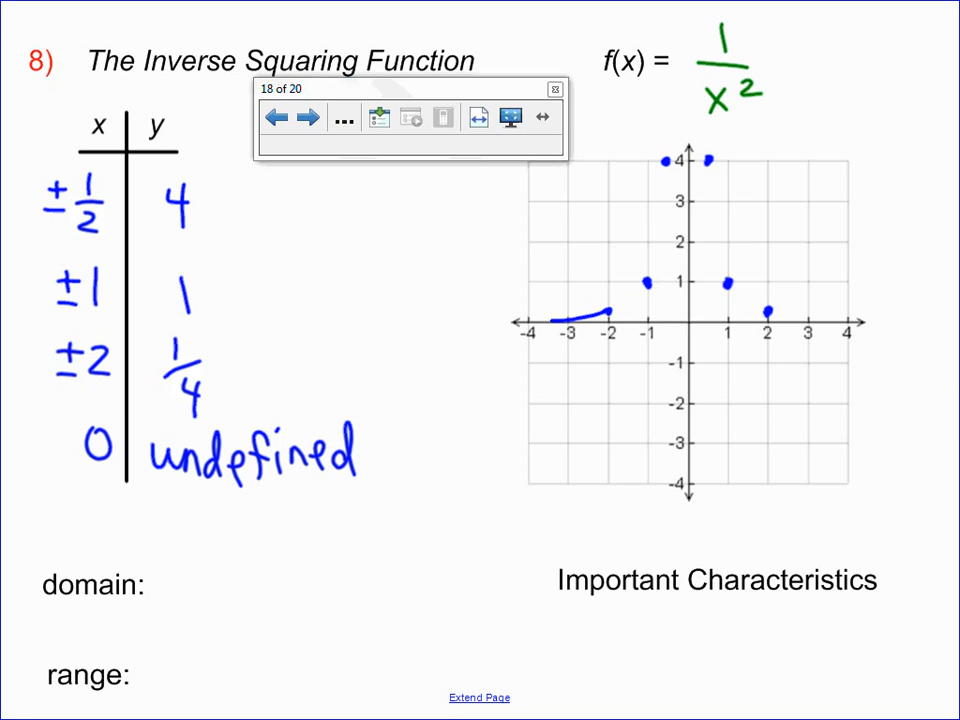 8) The Inverse Squaring Function f(x) = 1/x²
18 of 20
...
x y
±1/2 4
±1 1
±2 1/4
0 undefined
4
3
2
1
-4 -3 -2 -1 1 2 3 4
-1
-2
-3
-4
domain:
Important Characteristics
range:
Extend Page